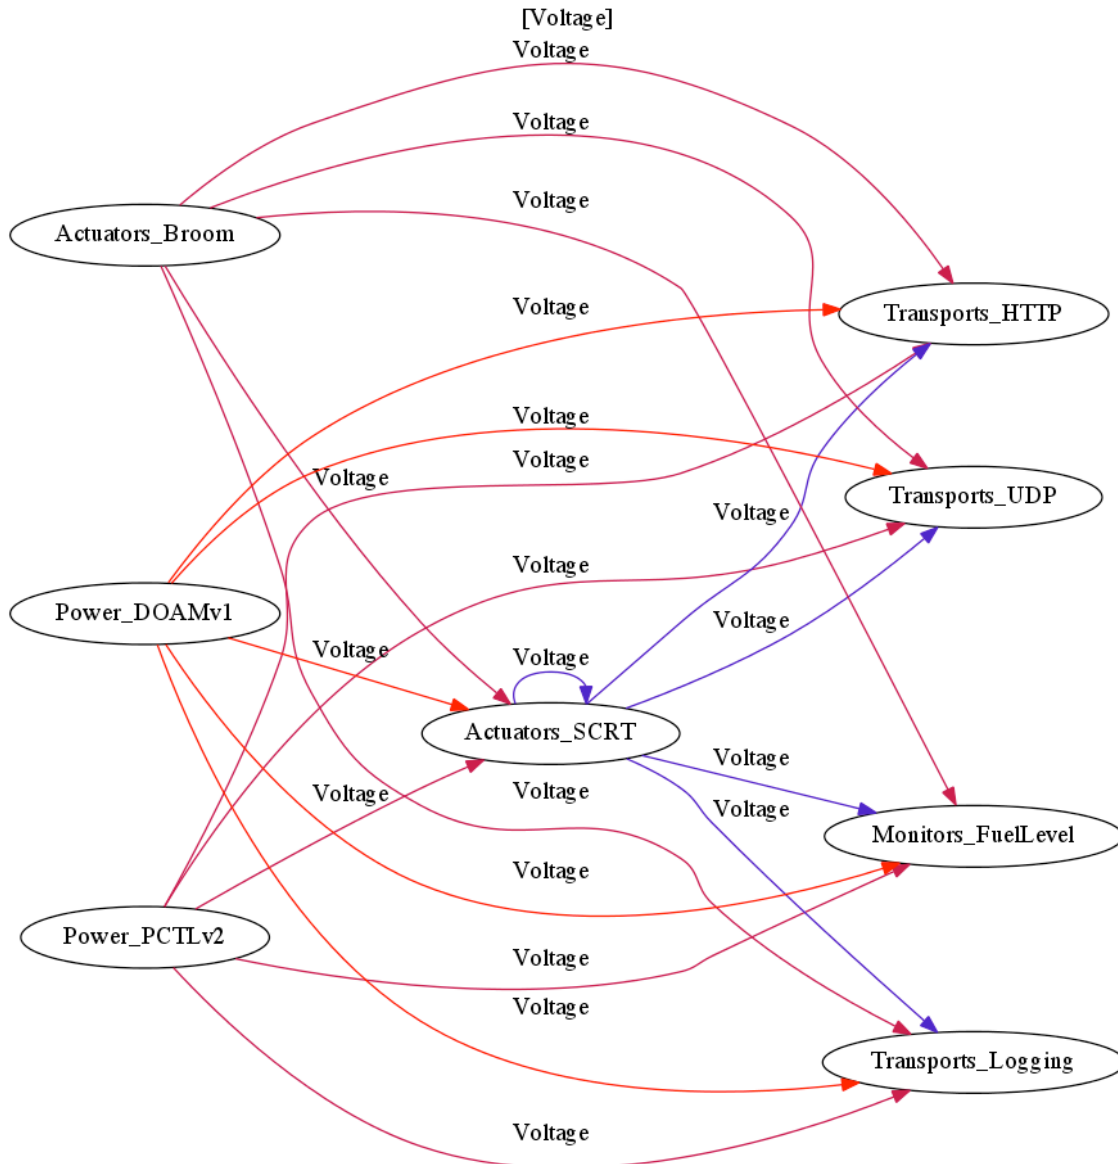 [Voltage]
Voltage
Voltage
Voltage
Actuators_Broom
Voltage
Transports_HTTP
Voltage
Voltage
Voltage
Transports_UDP
Voltage
Voltage
Power_DOAMv1
Voltage
Voltage
Voltage
Actuators_SCRT
Voltage
Voltage
Voltage
Voltage
Monitors_FuelLevel
Voltage
Power_PCTLv2
Voltage
Voltage
Transports_Logging
Voltage